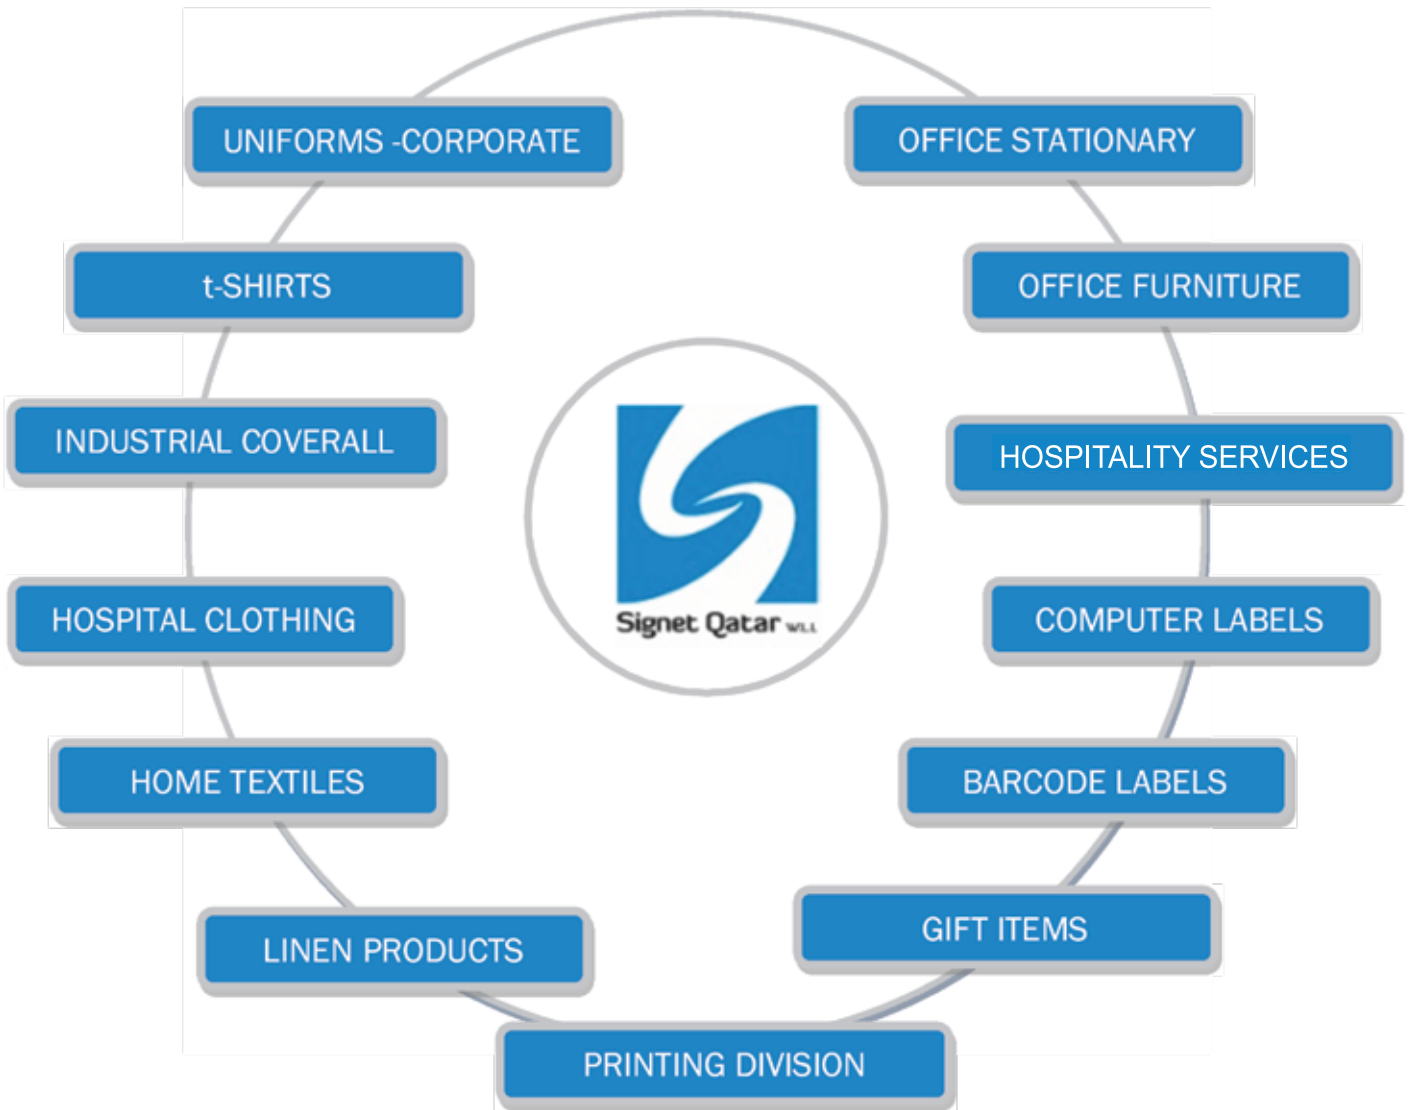 UNIFORMS -CORPORATE
OFFICE STATIONARY
t-SHIRTS
OFFICE FURNITURE
INDUSTRIAL COVERALL
HOSPITALITY SERVICES
Signet Qatar W.L.L
HOSPITAL CLOTHING
COMPUTER LABELS
HOME TEXTILES
BARCODE LABELS
LINEN PRODUCTS
GIFT ITEMS
PRINTING DIVISION